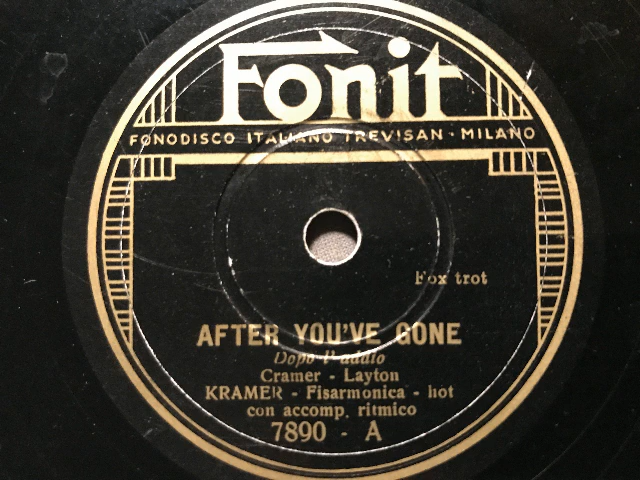 Fonit
FONODISCO ITALIANO TREVISAN · MILANO
Fox trot
AFTER YOU'VE GONE
Dopo l'addio
Cramer - Layton
KRAMER - Fisarmonica - hot
con accomp. ritmico
7890 - A